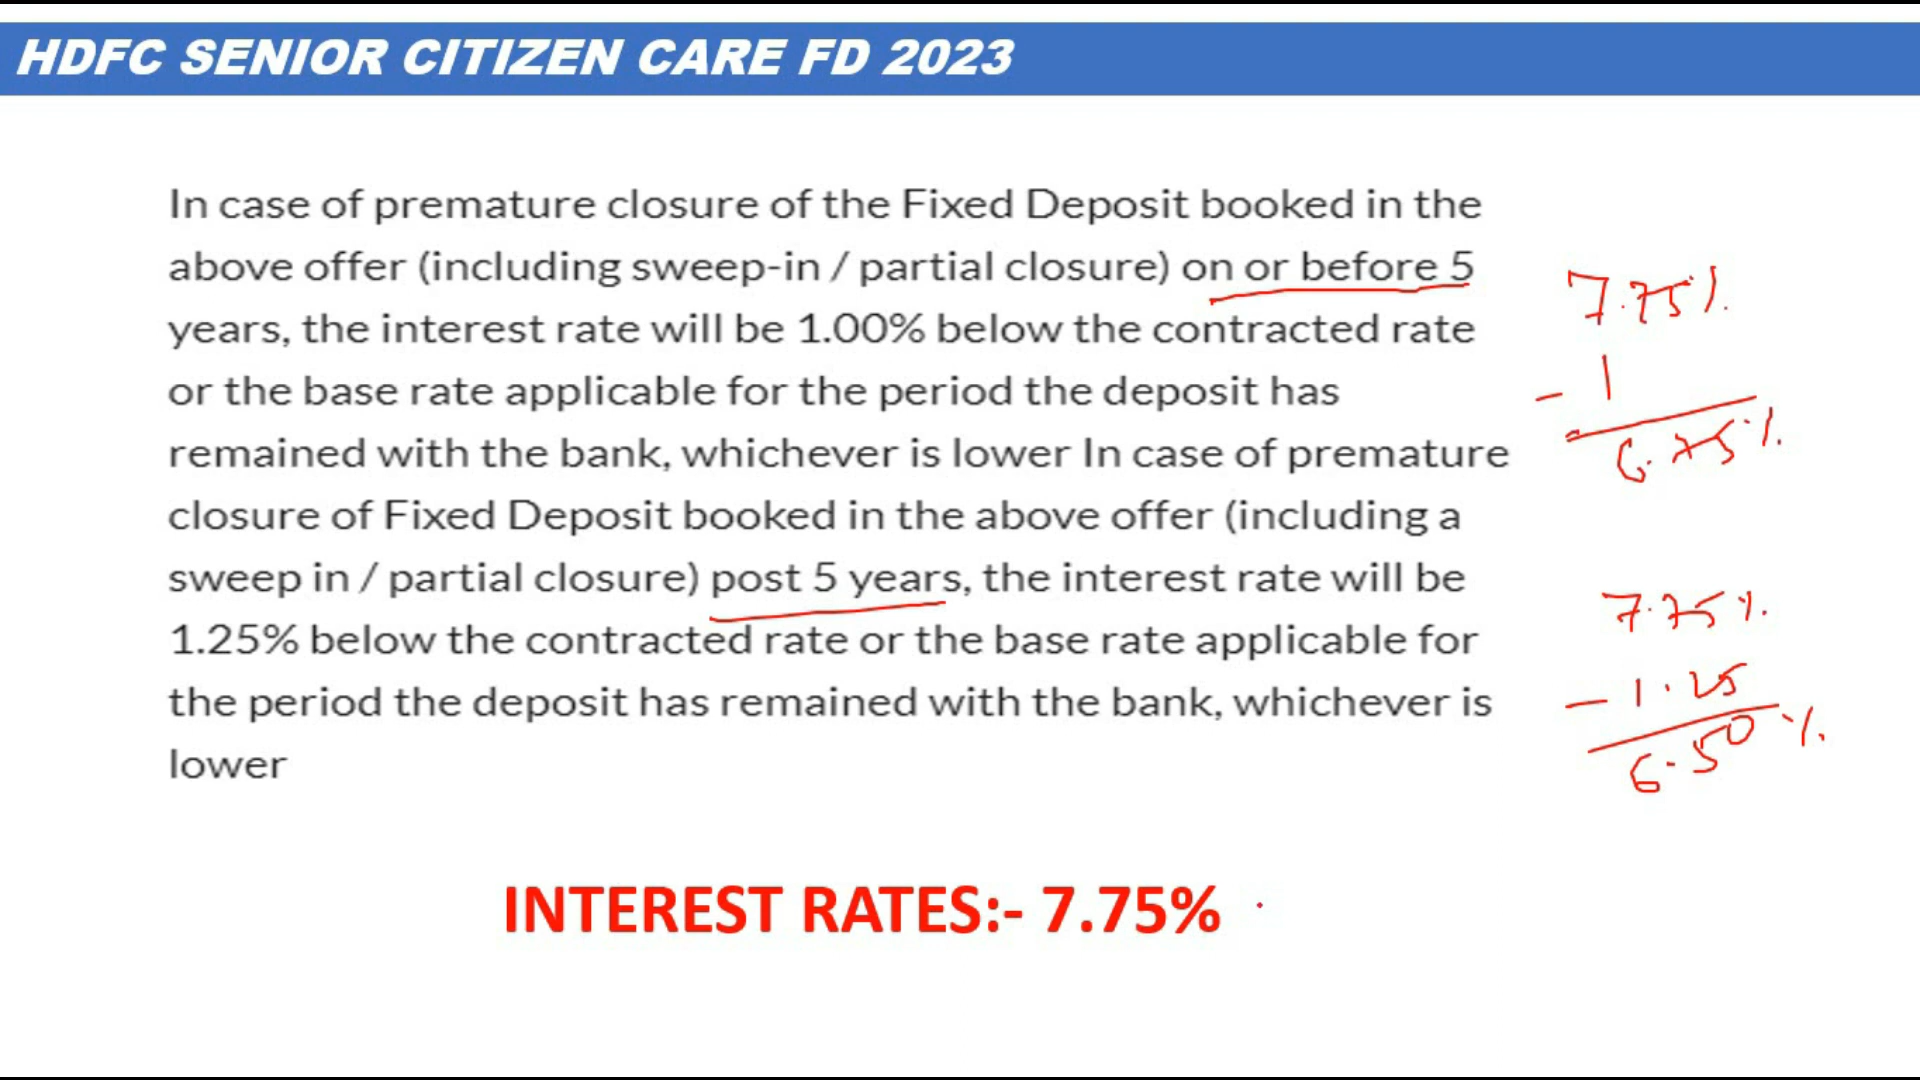 HDFC SENIOR CITIZEN CARE FD 2023
In case of premature closure of the Fixed Deposit booked in the
above offer (including sweep-in / partial closure) on or before 5
years, the interest rate will be 1.00% below the contracted rate
or the base rate applicable for the period the deposit has
remained with the bank, whichever is lower In case of premature
closure of Fixed Deposit booked in the above offer (including a
sweep in / partial closure) post 5 years, the interest rate will be
1.25% below the contracted rate or the base rate applicable for
the period the deposit has remained with the bank, whichever is
lower
7.75%
- 1
6.75%
7.75%
- 1.25
6.50%
INTEREST RATES:- 7.75%